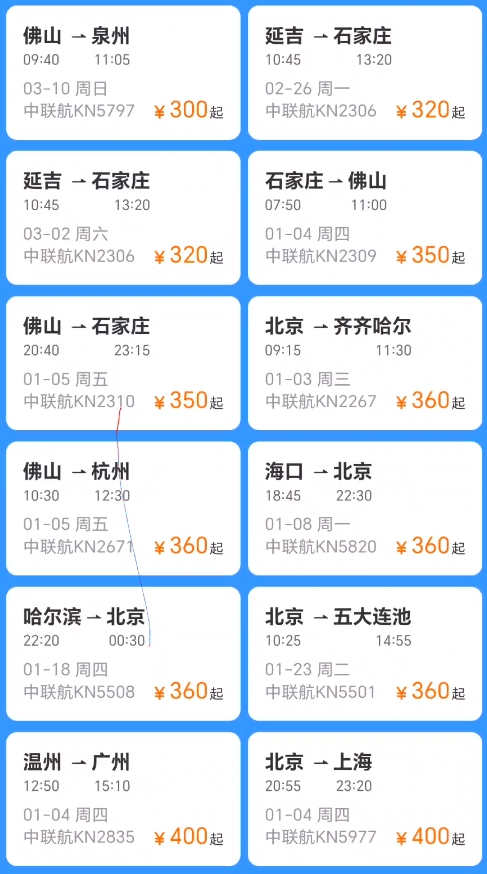 佛山 → 泉州
09:40 11:05
03-10 周日
中联航KN5797 ¥300起
延吉 → 石家庄
10:45 13:20
02-26 周一
中联航KN2306 ¥320起
延吉 → 石家庄
10:45 13:20
03-02 周六
中联航KN2306 ¥320起
石家庄 → 佛山
07:50 11:00
01-04 周四
中联航KN2309 ¥350起
佛山 → 石家庄
20:40 23:15
01-05 周五
中联航KN2310 ¥350起
北京 → 齐齐哈尔
09:15 11:30
01-03 周三
中联航KN2267 ¥360起
佛山 → 杭州
10:30 12:30
01-05 周五
中联航KN2671 ¥360起
海口 → 北京
18:45 22:30
01-08 周一
中联航KN5820 ¥360起
哈尔滨 → 北京
22:20 00:30
01-18 周四
中联航KN5508 ¥360起
北京 → 五大连池
10:25 14:55
01-23 周二
中联航KN5501 ¥360起
温州 → 广州
12:50 15:10
01-04 周四
中联航KN2835 ¥400起
北京 → 上海
20:55 23:20
01-04 周四
中联航KN5977 ¥400起